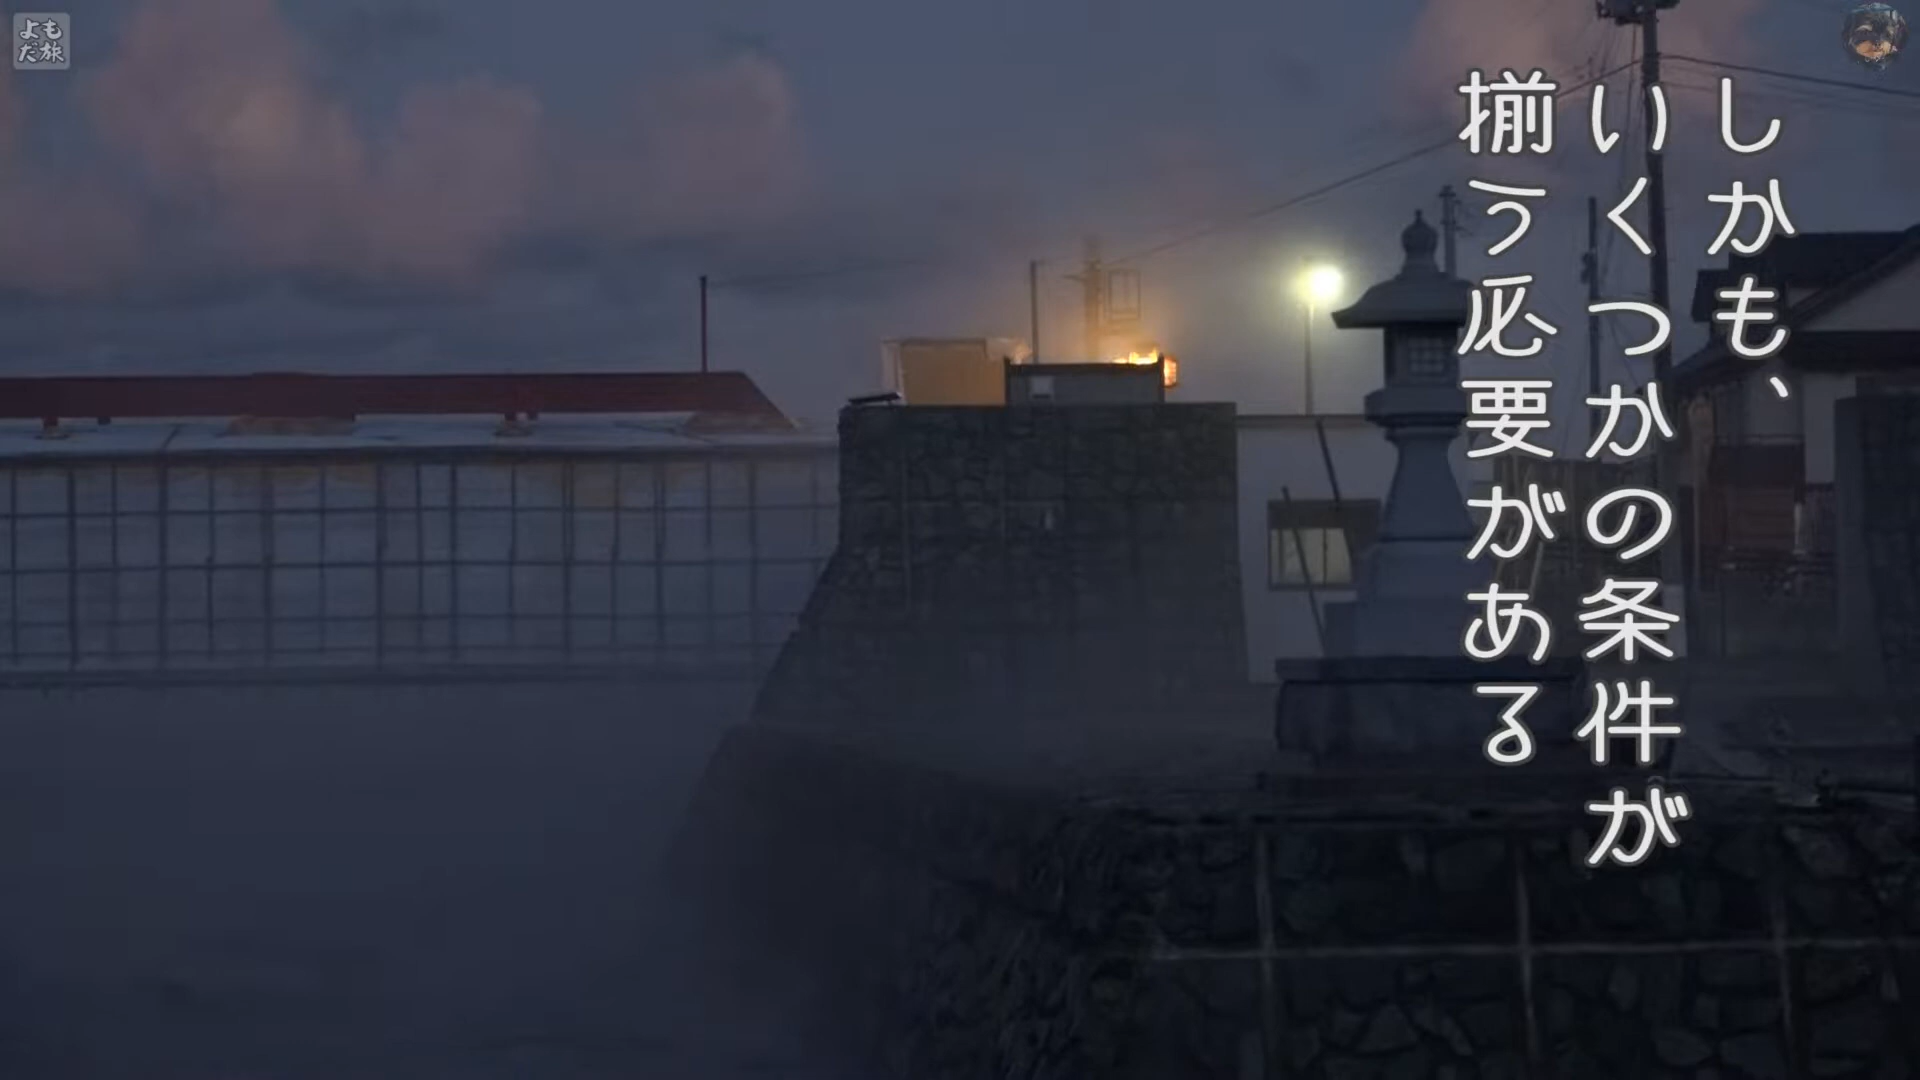 しかも、
いくつかの条件が
揃う必要がある
よも
だ旅